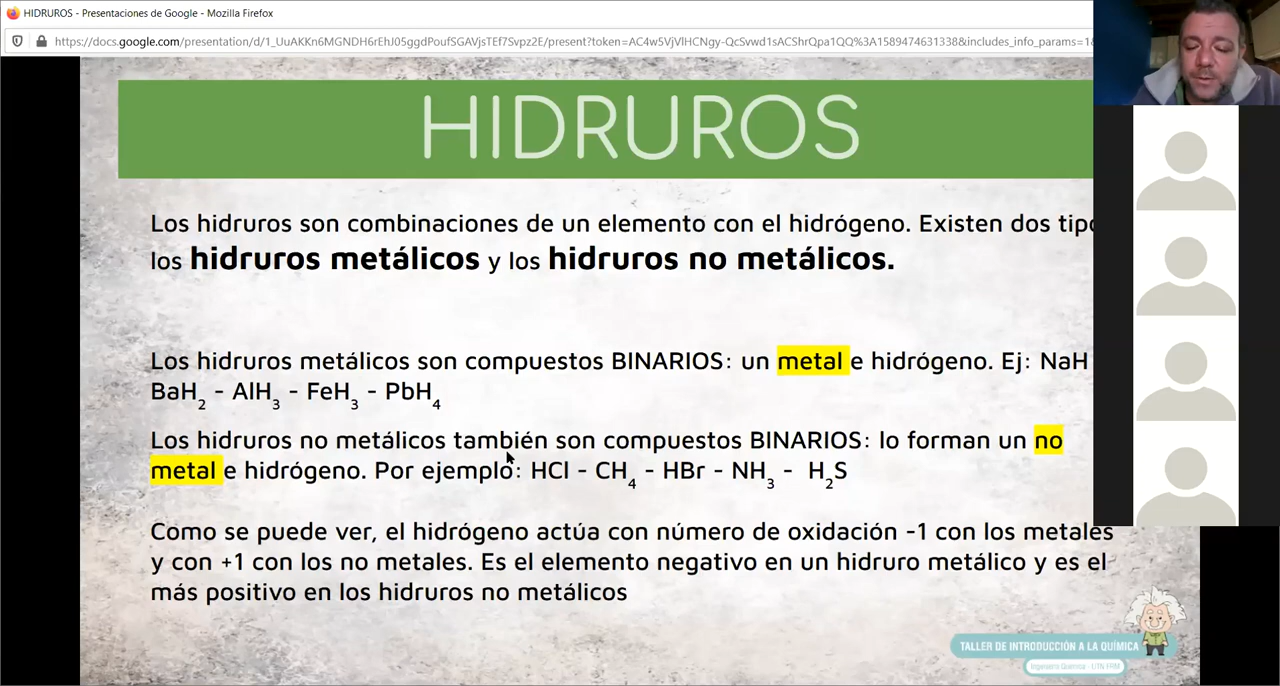 HIDRUROS - Presentaciones de Google - Mozilla Firefox
https://docs.google.com/presentation/d/1_UuAKKn6MGNDH6rEhJ05ggdPoufSGAVjsTEf7Svpz2E/present?token=AC4w5VjVlHCNgy-QcSvwd1sACShrQpa1QQ%3A1589474631338&includes_info_params=1&
HIDRUROS
Los hidruros son combinaciones de un elemento con el hidrógeno. Existen dos tipo
los hidruros metálicos y los hidruros no metálicos.
Los hidruros metálicos son compuestos BINARIOS: un metal e hidrógeno. Ej: NaH
BaH₂ - AlH₃ - FeH₃ - PbH₄
Los hidruros no metálicos también son compuestos BINARIOS: lo forman un no
metal e hidrógeno. Por ejemplo: HCl - CH₄ - HBr - NH₃ - H₂S
Como se puede ver, el hidrógeno actúa con número de oxidación -1 con los metales
y con +1 con los no metales. Es el elemento negativo en un hidruro metálico y es el
más positivo en los hidruros no metálicos
TALLER DE INTRODUCCIÓN A LA QUÍMICA
Ingeniería Química - UTN FRM